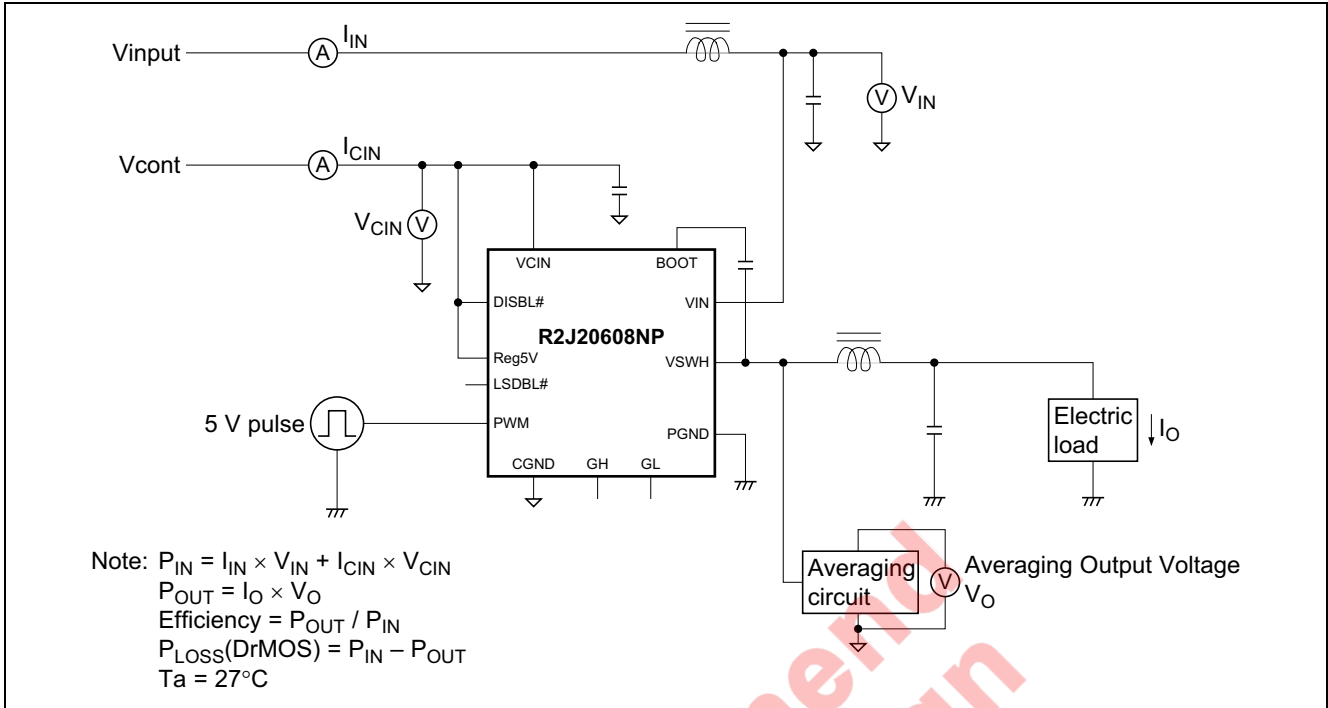 Vinput
A
I_IN
V
V_IN
Vcont
A
I_CIN
V_CIN
V
VCIN
BOOT
DISBL#
VIN
R2J20608NP
Reg5V
VSWH
LSDBL#
5 V pulse
PWM
PGND
CGND
GH
GL
Electric
load
I_O
Averaging
circuit
V
Averaging Output Voltage
V_O
Note: P_IN = I_IN × V_IN + I_CIN × V_CIN
P_OUT = I_O × V_O
Efficiency = P_OUT / P_IN
P_LOSS(DrMOS) = P_IN – P_OUT
Ta = 27°C